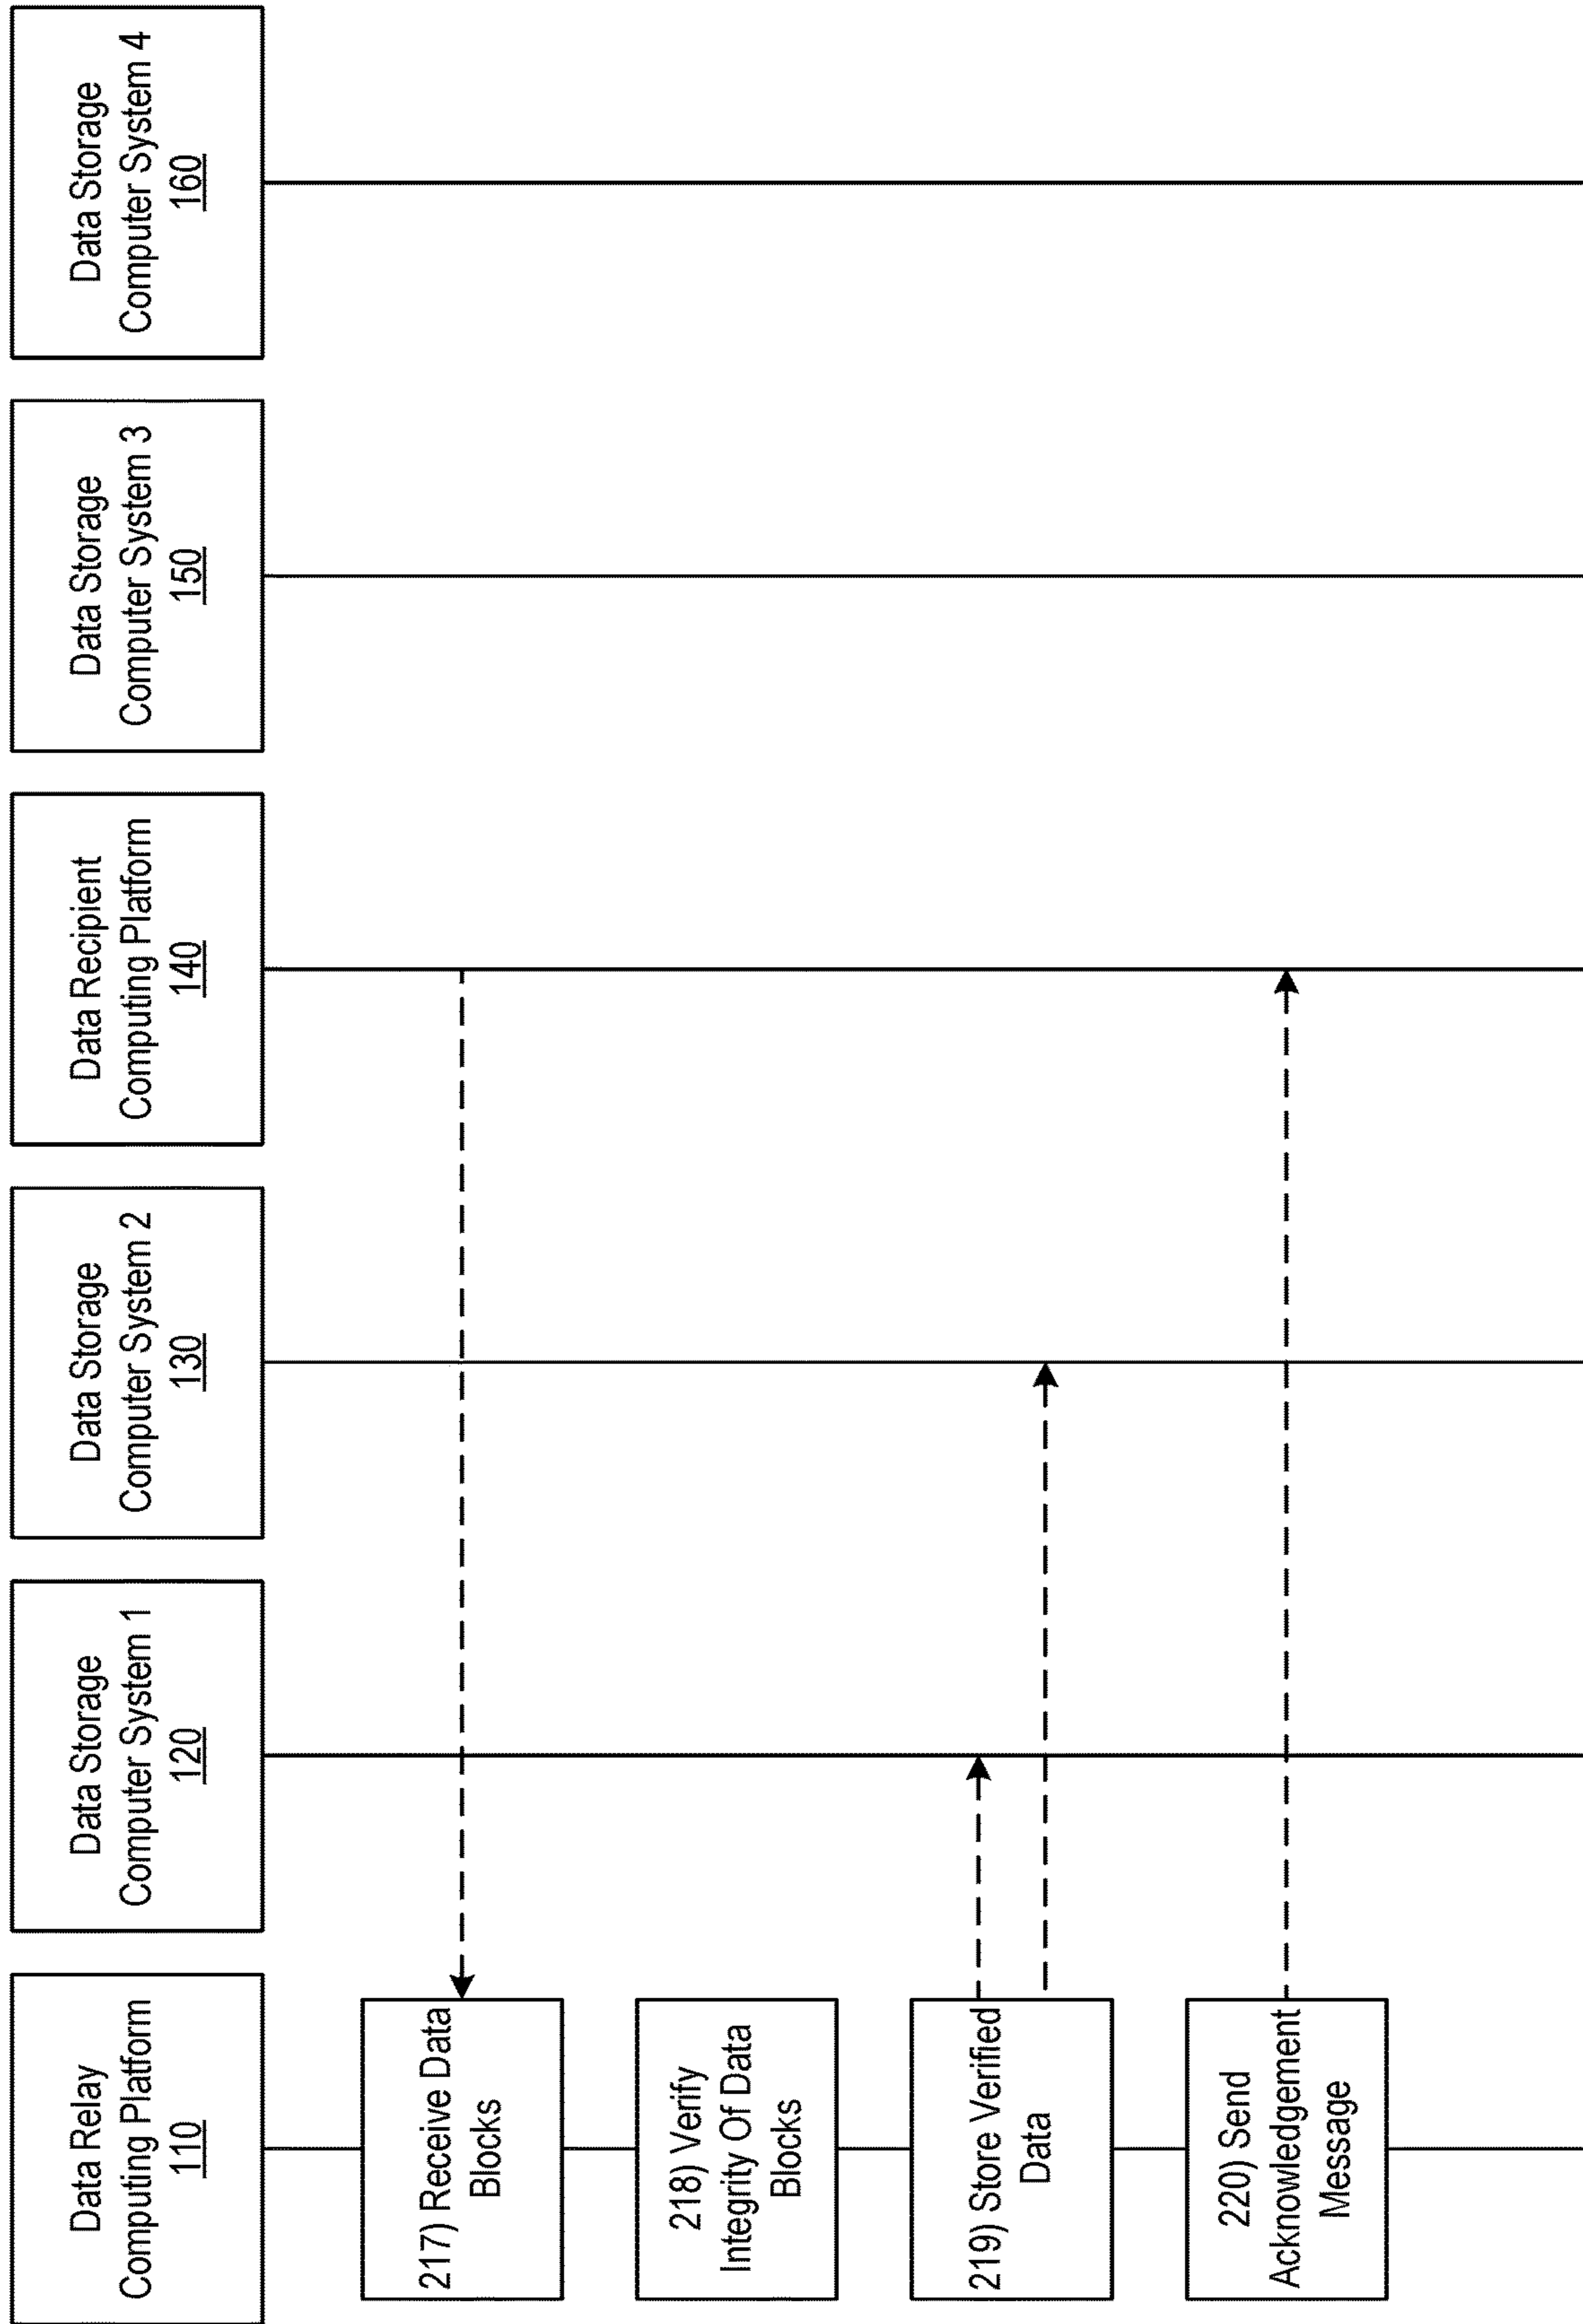 Data Relay
Computing Platform
110
Data Storage
Computer System 1
120
Data Storage
Computer System 2
130
Data Recipient
Computing Platform
140
Data Storage
Computer System 3
150
Data Storage
Computer System 4
160
217) Receive Data
Blocks
218) Verify
Integrity Of Data
Blocks
219) Store Verified
Data
220) Send
Acknowledgement
Message